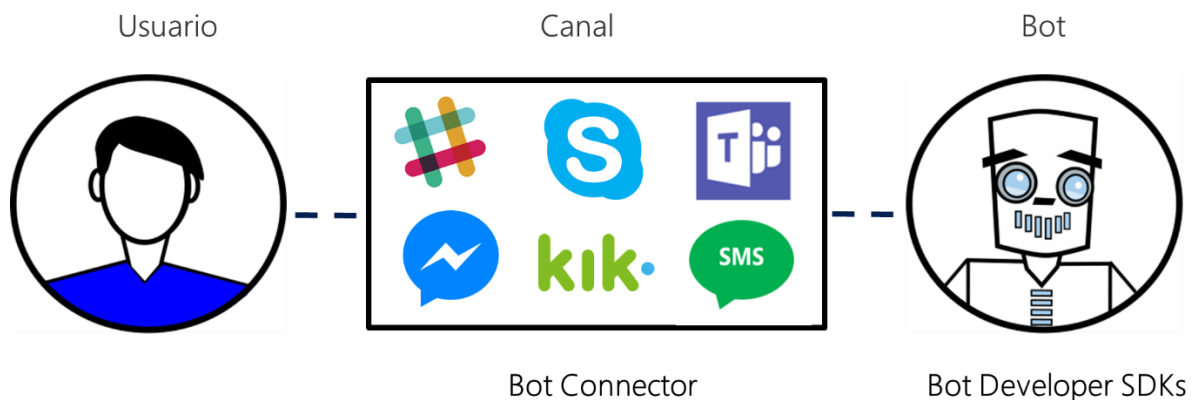 Usuario
Canal
Bot
S
T
kik
SMS
Bot Connector
Bot Developer SDKs